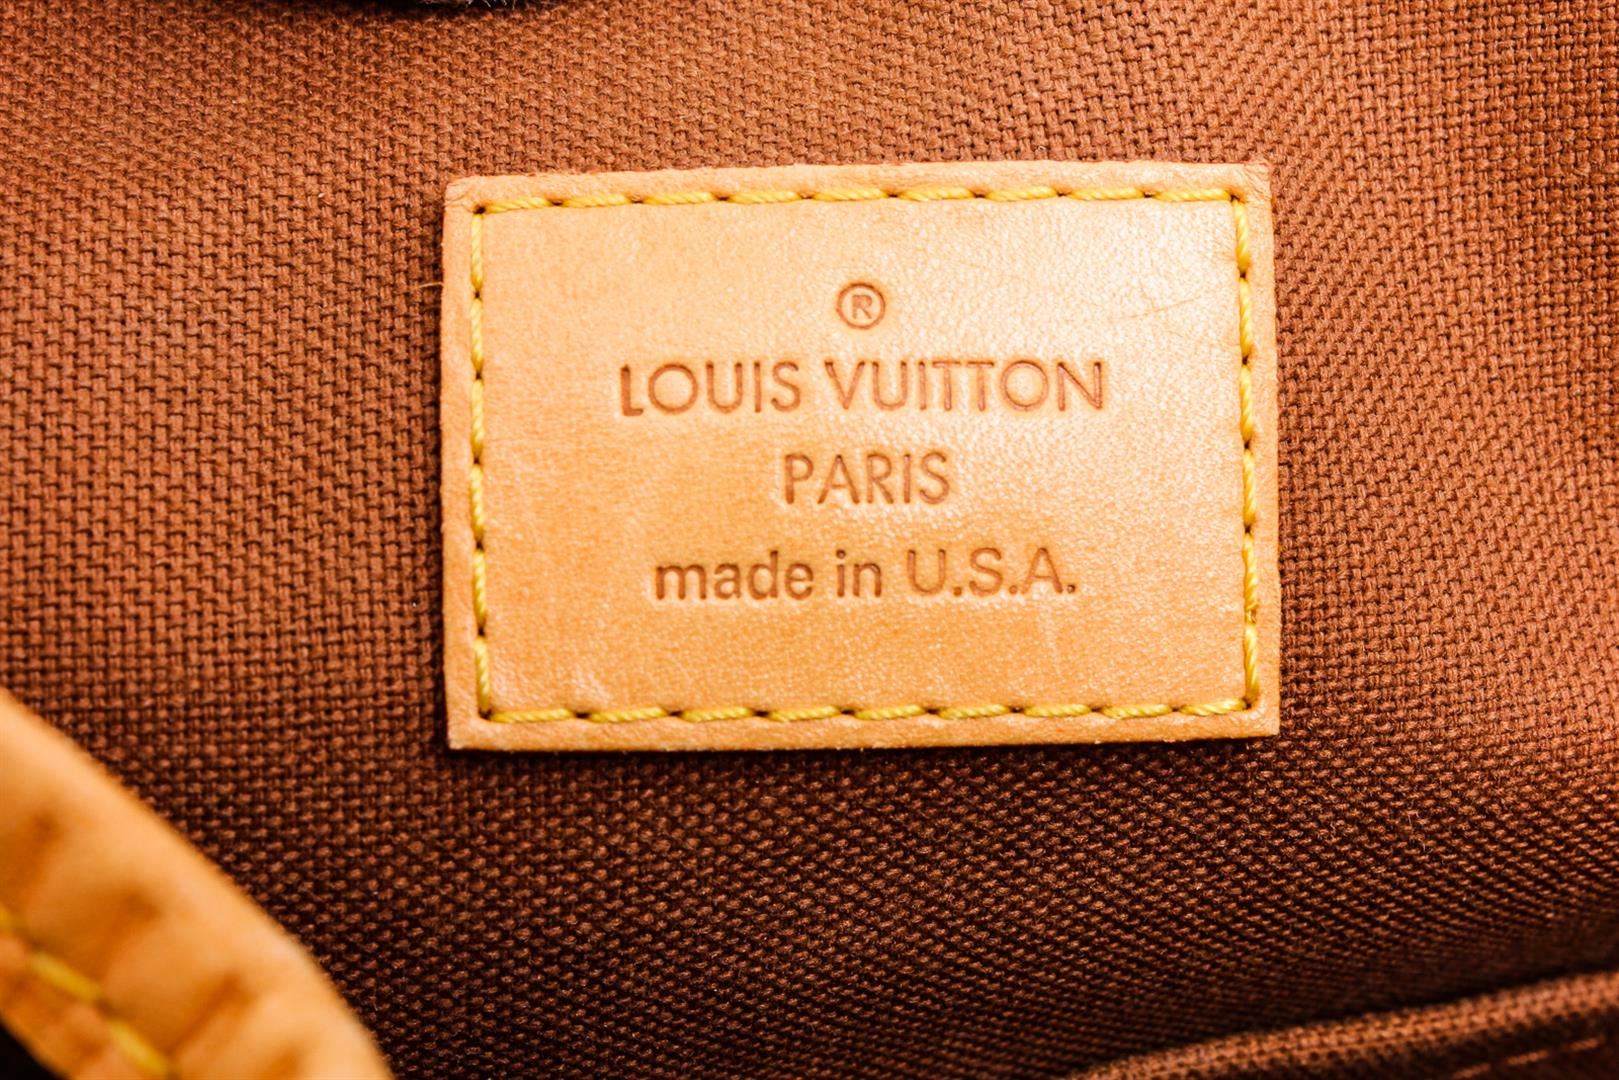 ®
LOUIS VUITTON
PARIS
made in U.S.A.